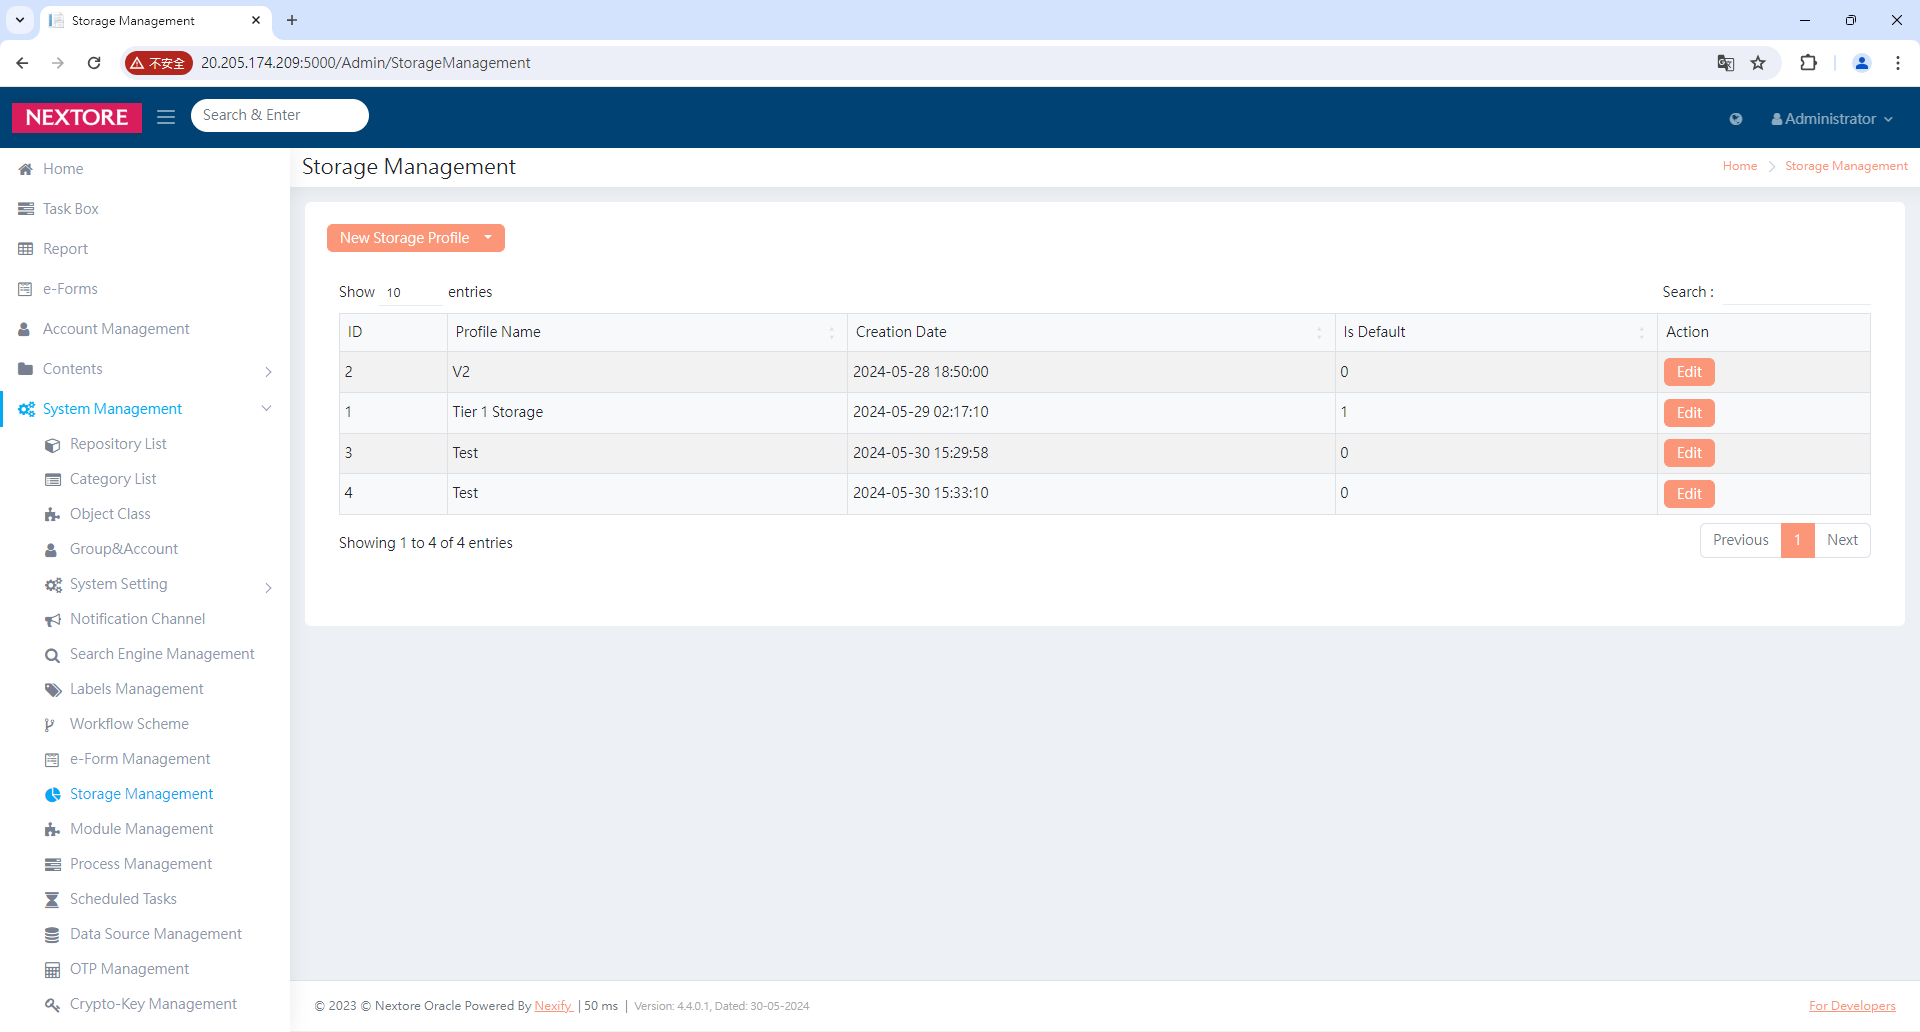 Storage Management
不安全 20.205.174.209:5000/Admin/StorageManagement
NEXTORE Search & Enter Administrator
Home
Task Box
Report
e-Forms
Account Management
Contents
System Management
Repository List
Category List
Object Class
Group&Account
System Setting
Notification Channel
Search Engine Management
Labels Management
Workflow Scheme
e-Form Management
Storage Management
Module Management
Process Management
Scheduled Tasks
Data Source Management
OTP Management
Crypto-Key Management
Storage Management Home Storage Management
New Storage Profile
Show 10 entries Search :
ID Profile Name Creation Date Is Default Action
2 V2 2024-05-28 18:50:00 0 Edit
1 Tier 1 Storage 2024-05-29 02:17:10 1 Edit
3 Test 2024-05-30 15:29:58 0 Edit
4 Test 2024-05-30 15:33:10 0 Edit
Showing 1 to 4 of 4 entries Previous 1 Next
© 2023 © Nextore Oracle Powered By Nexify | 50 ms | Version: 4.4.0.1, Dated: 30-05-2024 For Developers